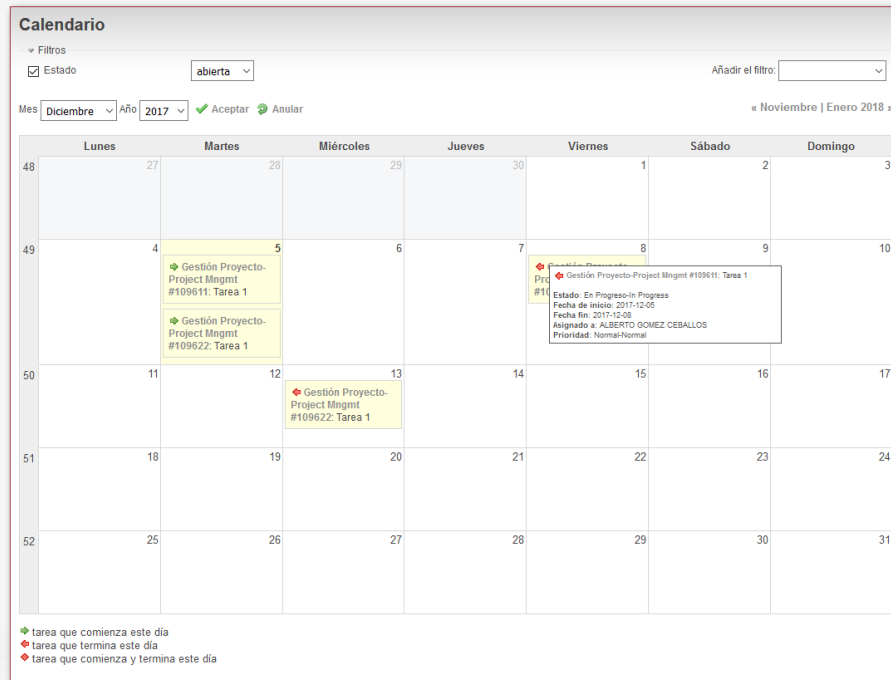 Calendario
Filtros
Estado abierta Añadir el filtro:
Mes Diciembre Año 2017 Aceptar Anular « Noviembre | Enero 2018 »
Lunes Martes Miércoles Jueves Viernes Sábado Domingo
48 27 28 29 30 1 2 3
49 4 5 6 7 8 9 10
Gestión Proyecto-
Project Mngmt
#109611: Tarea 1
Gestión Proyecto-
Project Mngmt
#109622: Tarea 1
Gestión Proyecto-Project Mngmt #109611: Tarea 1
Estado: En Progreso-In Progress
Fecha de inicio: 2017-12-05
Fecha fin: 2017-12-08
Asignado a: ALBERTO GOMEZ CEBALLOS
Prioridad: Normal-Normal
50 11 12 13 14 15 16 17
Gestión Proyecto-
Project Mngmt
#109622: Tarea 1
51 18 19 20 21 22 23 24
52 25 26 27 28 29 30 31
tarea que comienza este día
tarea que termina este día
tarea que comienza y termina este día